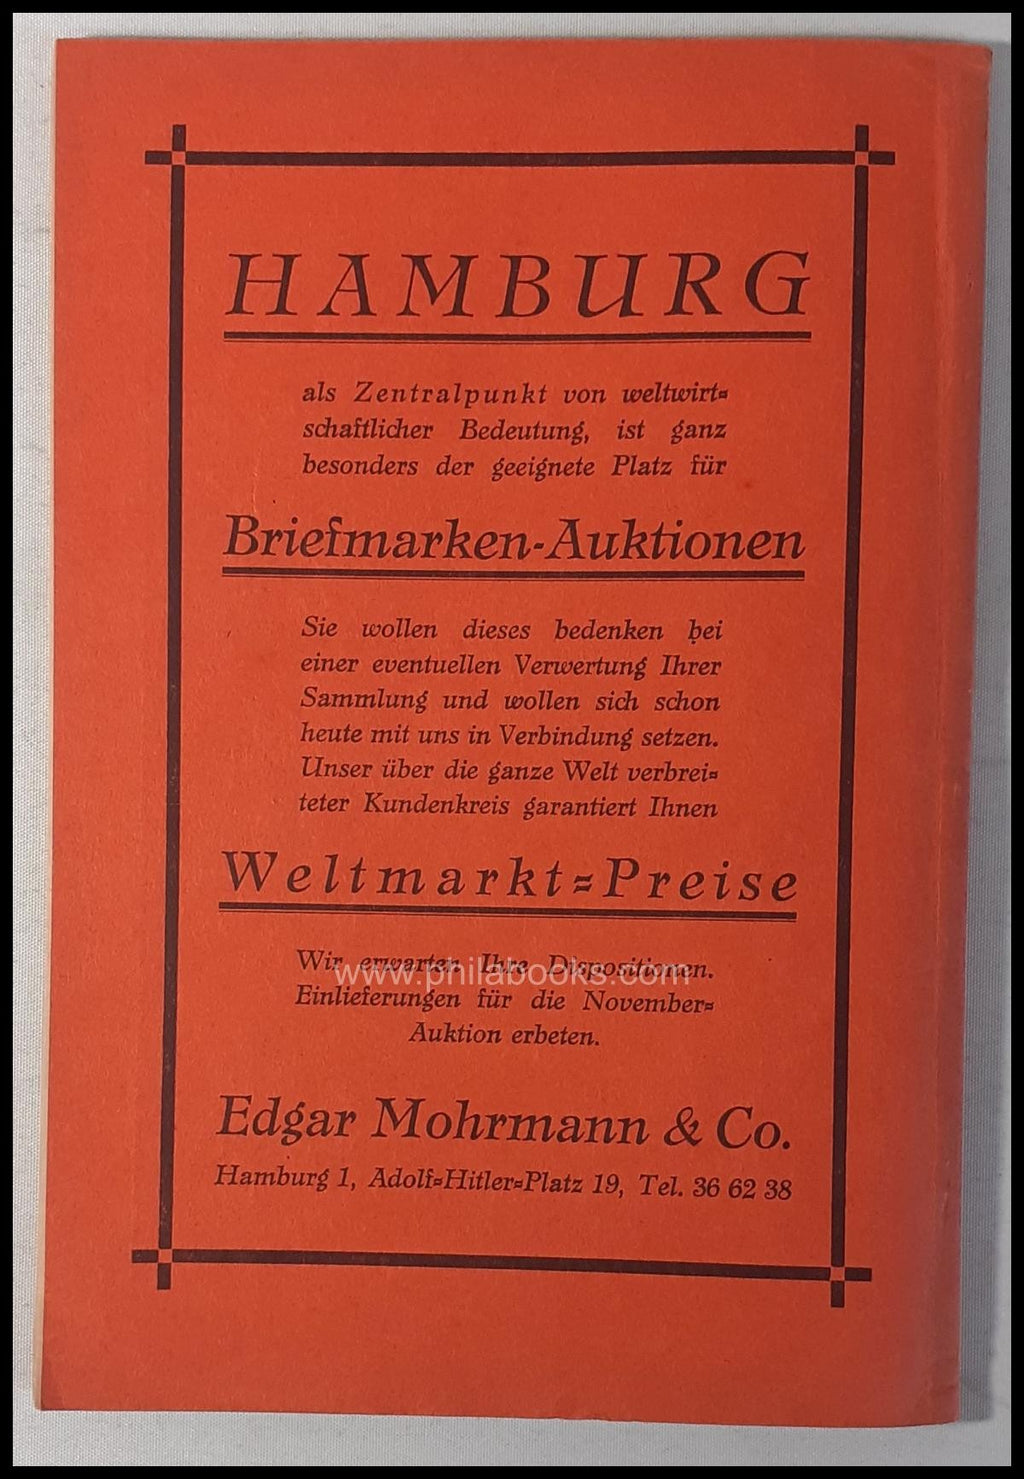 HAMBURG
als Zentralpunkt von weltwirt=
schaftlicher Bedeutung, ist ganz
besonders der geeignete Platz für
Briefmarken-Auktionen
Sie wollen dieses bedenken bei
einer eventuellen Verwertung Ihrer
Sammlung und wollen sich schon
heute mit uns in Verbindung setzen.
Unser über die ganze Welt verbrei=
teter Kundenkreis garantiert Ihnen
Weltmarkt=Preise
Wir erwarten Ihre Dispositionen.
www.philabooks.com
Einlieferungen für die November=
Auktion erbeten.
Edgar Mohrmann & Co.
Hamburg 1, Adolf=Hitler=Platz 19, Tel. 36 62 38